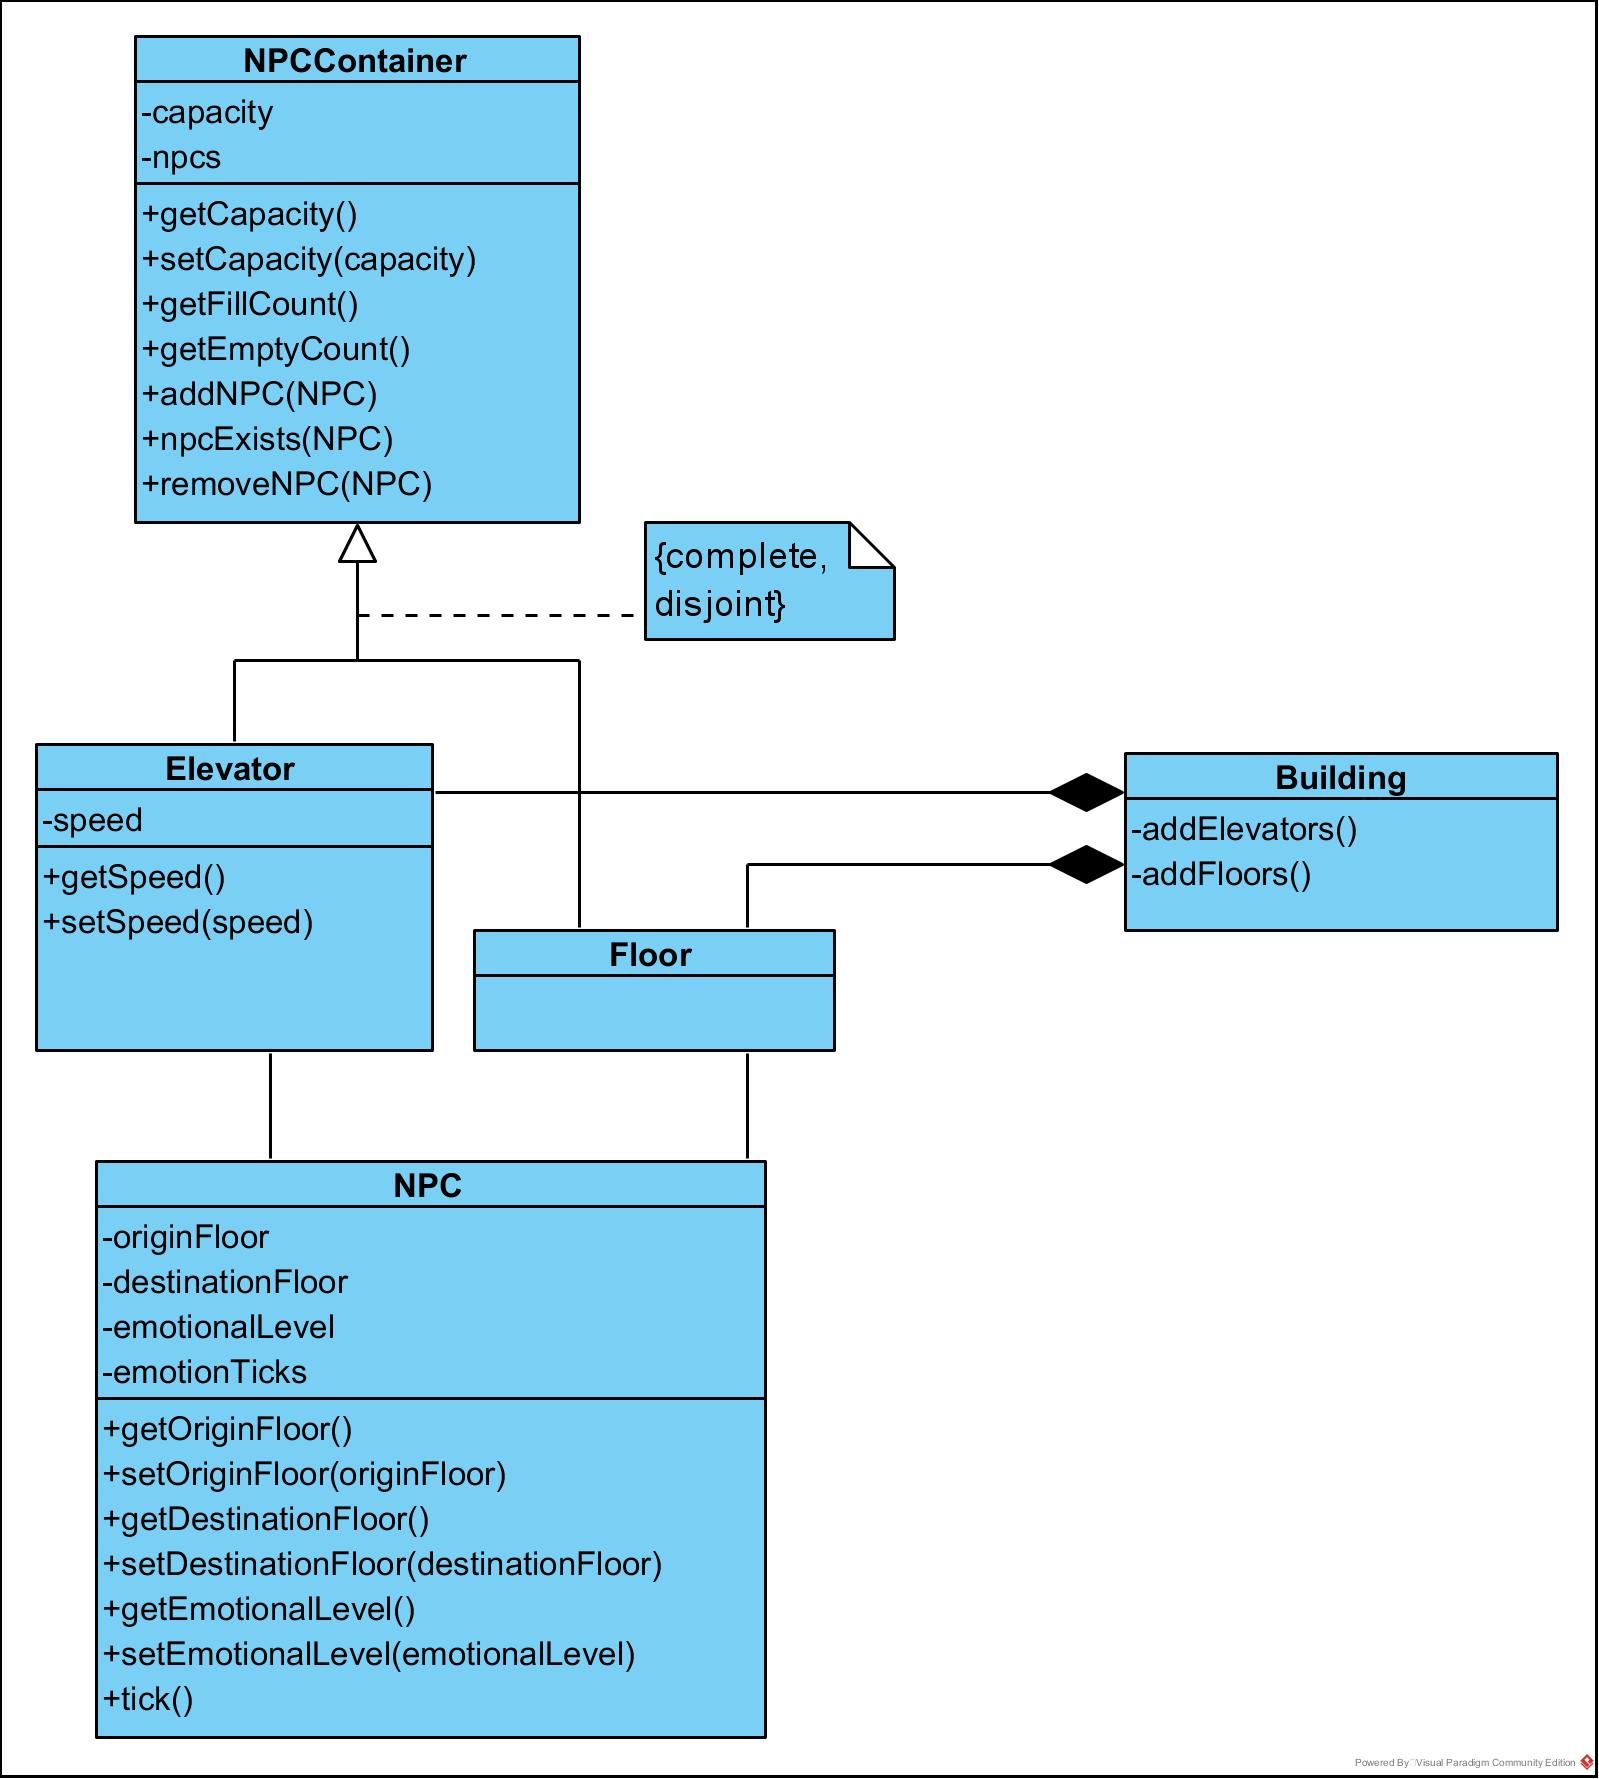 NPCContainer
-capacity
-npcs
+getCapacity()
+setCapacity(capacity)
+getFillCount()
+getEmptyCount()
+addNPC(NPC)
+npcExists(NPC)
+removeNPC(NPC)
{complete,
disjoint}
Elevator
-speed
+getSpeed()
+setSpeed(speed)
Building
-addElevators()
-addFloors()
Floor
NPC
-originFloor
-destinationFloor
-emotionalLevel
-emotionTicks
+getOriginFloor()
+setOriginFloor(originFloor)
+getDestinationFloor()
+setDestinationFloor(destinationFloor)
+getEmotionalLevel()
+setEmotionalLevel(emotionalLevel)
+tick()
Powered By Visual Paradigm Community Edition